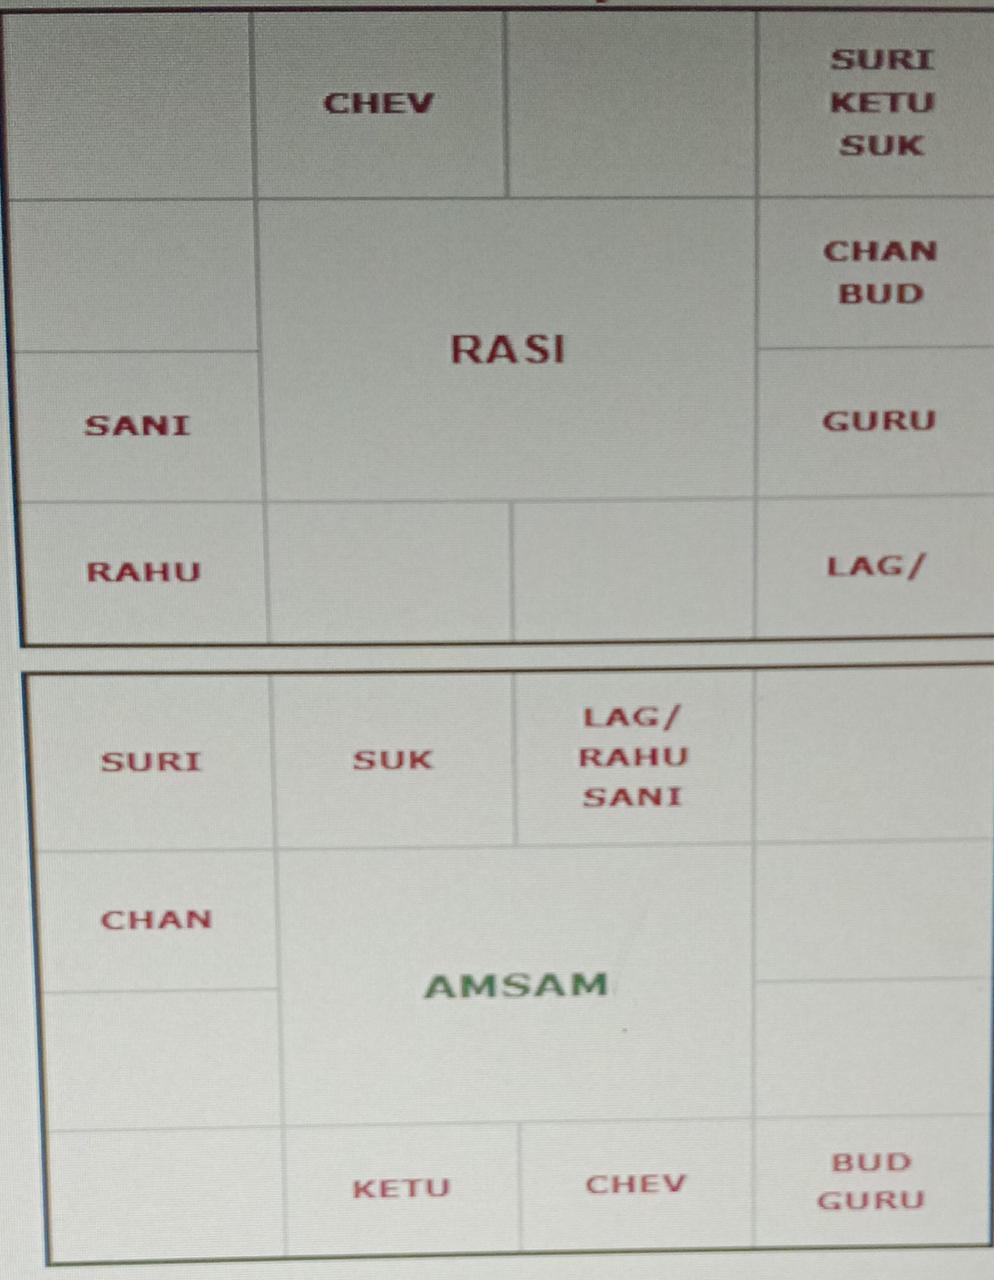 CHEV
SURI
KETU
SUK
CHAN
BUD
RASI
SANI
GURU
RAHU
LAG/
SURI
SUK
LAG/
RAHU
SANI
CHAN
AMSAM
KETU
CHEV
BUD
GURU